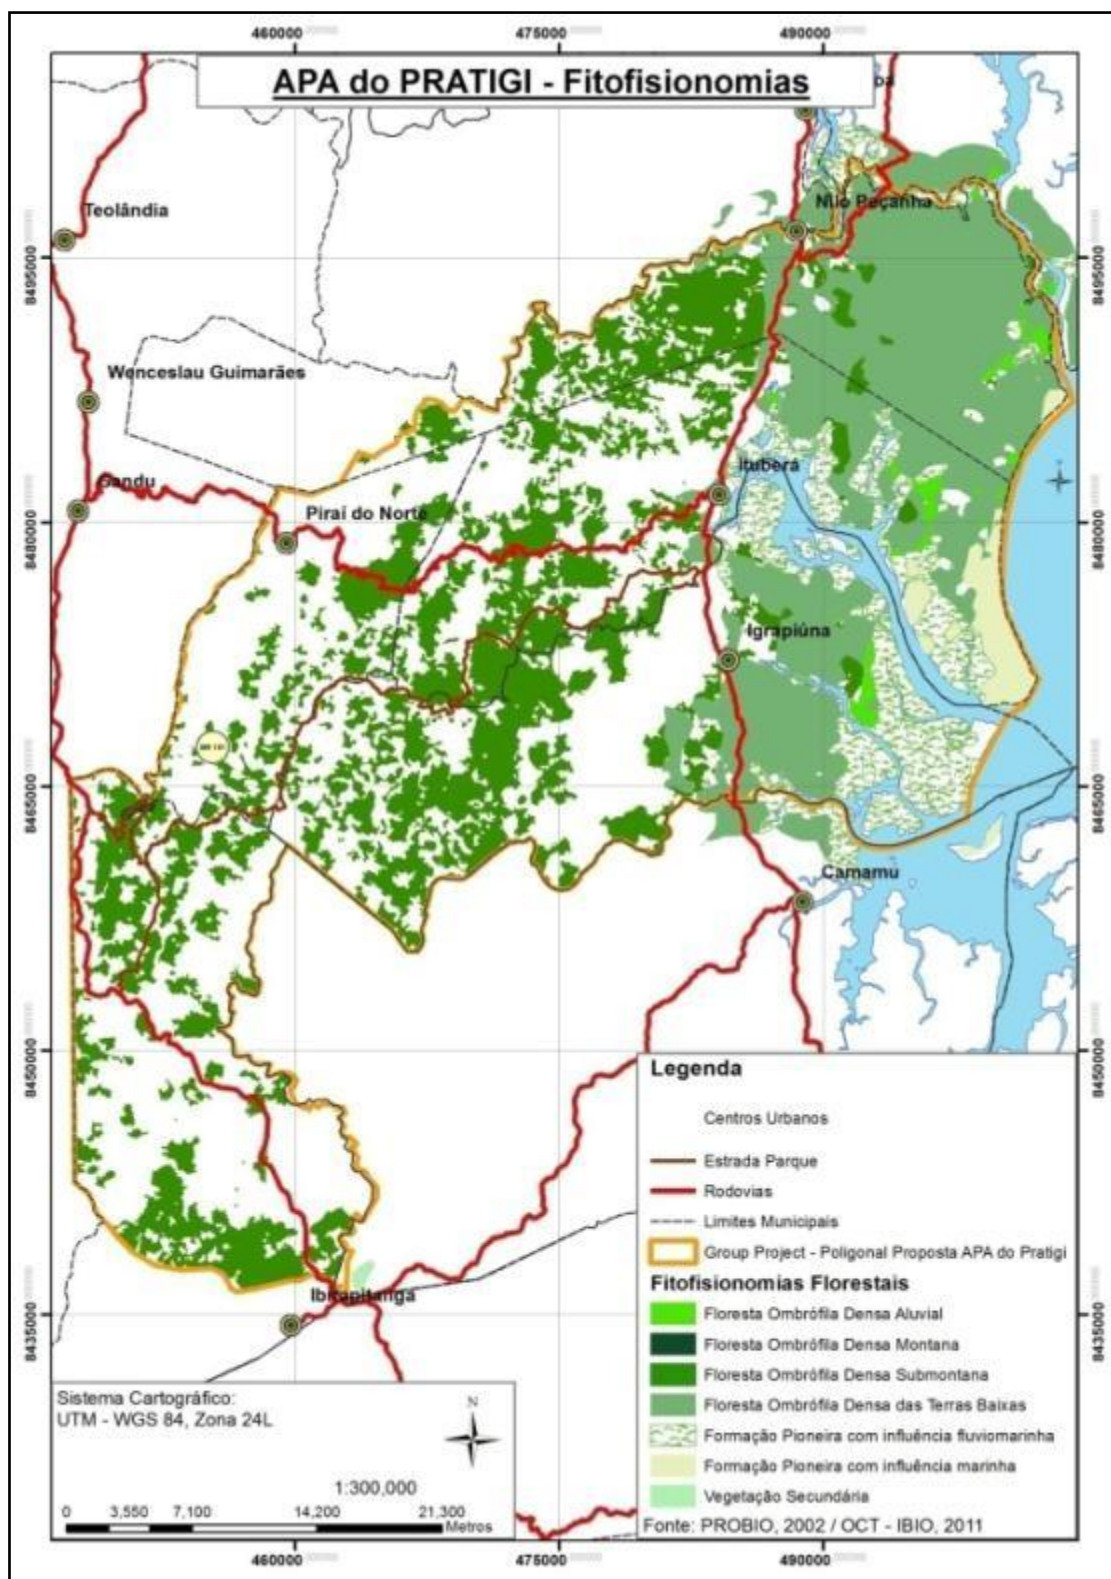 460000
475000
490000
APA do PRATIGI - Fitofisionomias
Nilo Peçanha
Teolândia
8495000
8495000
Wenceslau Guimarães
Ituberá
Gandu
Piraí do Norte
8480000
8480000
Igrapiúna
8465000
8465000
Camamu
8450000
8450000
Legenda
Centros Urbanos
Estrada Parque
Rodovias
Limites Municipais
Group Project - Poligonal Proposta APA do Pratigi
Fitofisionomias Florestais
Ibirapitanga
Floresta Ombrófila Densa Aluvial
8435000
8435000
Floresta Ombrófila Densa Montana
Floresta Ombrófila Densa Submontana
Floresta Ombrófila Densa das Terras Baixas
Formação Pioneira com influência fluviomarinha
Formação Pioneira com influência marinha
Vegetação Secundária
Fonte: PROBIO, 2002 / OCT - IBIO, 2011
Sistema Cartográfico:
UTM - WGS 84, Zona 24L
N
1:300,000
0 3,550 7,100 14,200 21,300
Metros
460000
475000
490000